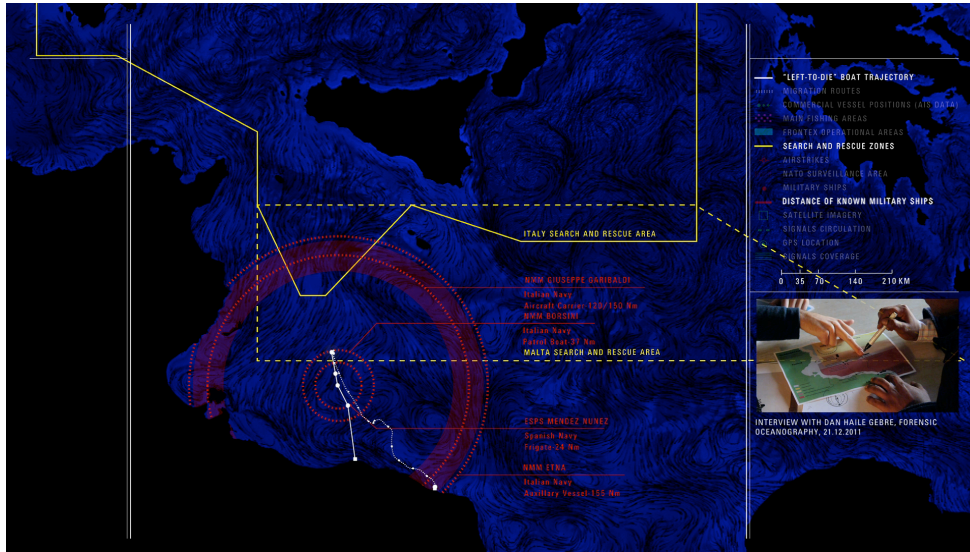 "LEFT-TO-DIE" BOAT TRAJECTORY
MIGRATION ROUTES
COMMERCIAL VESSEL POSITIONS (AIS DATA)
MAIN FISHING AREAS
FRONTEX OPERATIONAL AREAS
SEARCH AND RESCUE ZONES
AIRSTRIKES
NATO SURVEILLANCE AREA
MILITARY SHIPS
DISTANCE OF KNOWN MILITARY SHIPS
SATELLITE IMAGERY
SIGNALS CIRCULATION
GPS LOCATION
SIGNALS COVERAGE
0 35 70 140 210 KM
ITALY SEARCH AND RESCUE AREA
NMM GIUSEPPE GARIBALDI
Italian Navy
Aircraft Carrier-120/150 Nm
NMM BORSINI
Italian Navy
Patrol Boat-37 Nm
MALTA SEARCH AND RESCUE AREA
ESPS MENDEZ NUNEZ
Spanish Navy
Frigate-24 Nm
NMM ETNA
Italian Navy
Auxillary Vessel-155 Nm
INTERVIEW WITH DAN HAILE GEBRE, FORENSIC
OCEANOGRAPHY, 21.12.2011